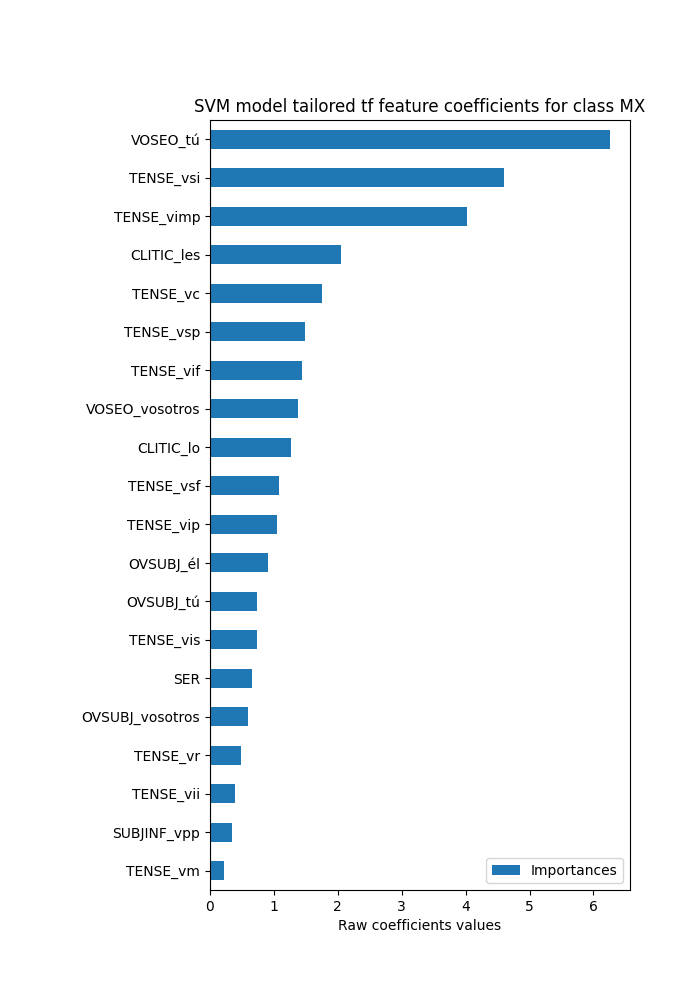 SVM model tailored tf feature coefficients for class MX
VOSEO_tú
TENSE_vsi
TENSE_vimp
CLITIC_les
TENSE_vc
TENSE_vsp
TENSE_vif
VOSEO_vosotros
CLITIC_lo
TENSE_vsf
TENSE_vip
OVSUBJ_él
OVSUBJ_tú
TENSE_vis
SER
OVSUBJ_vosotros
TENSE_vr
TENSE_vii
SUBJINF_vpp
TENSE_vm
Importances
0 1 2 3 4 5 6
Raw coefficients values